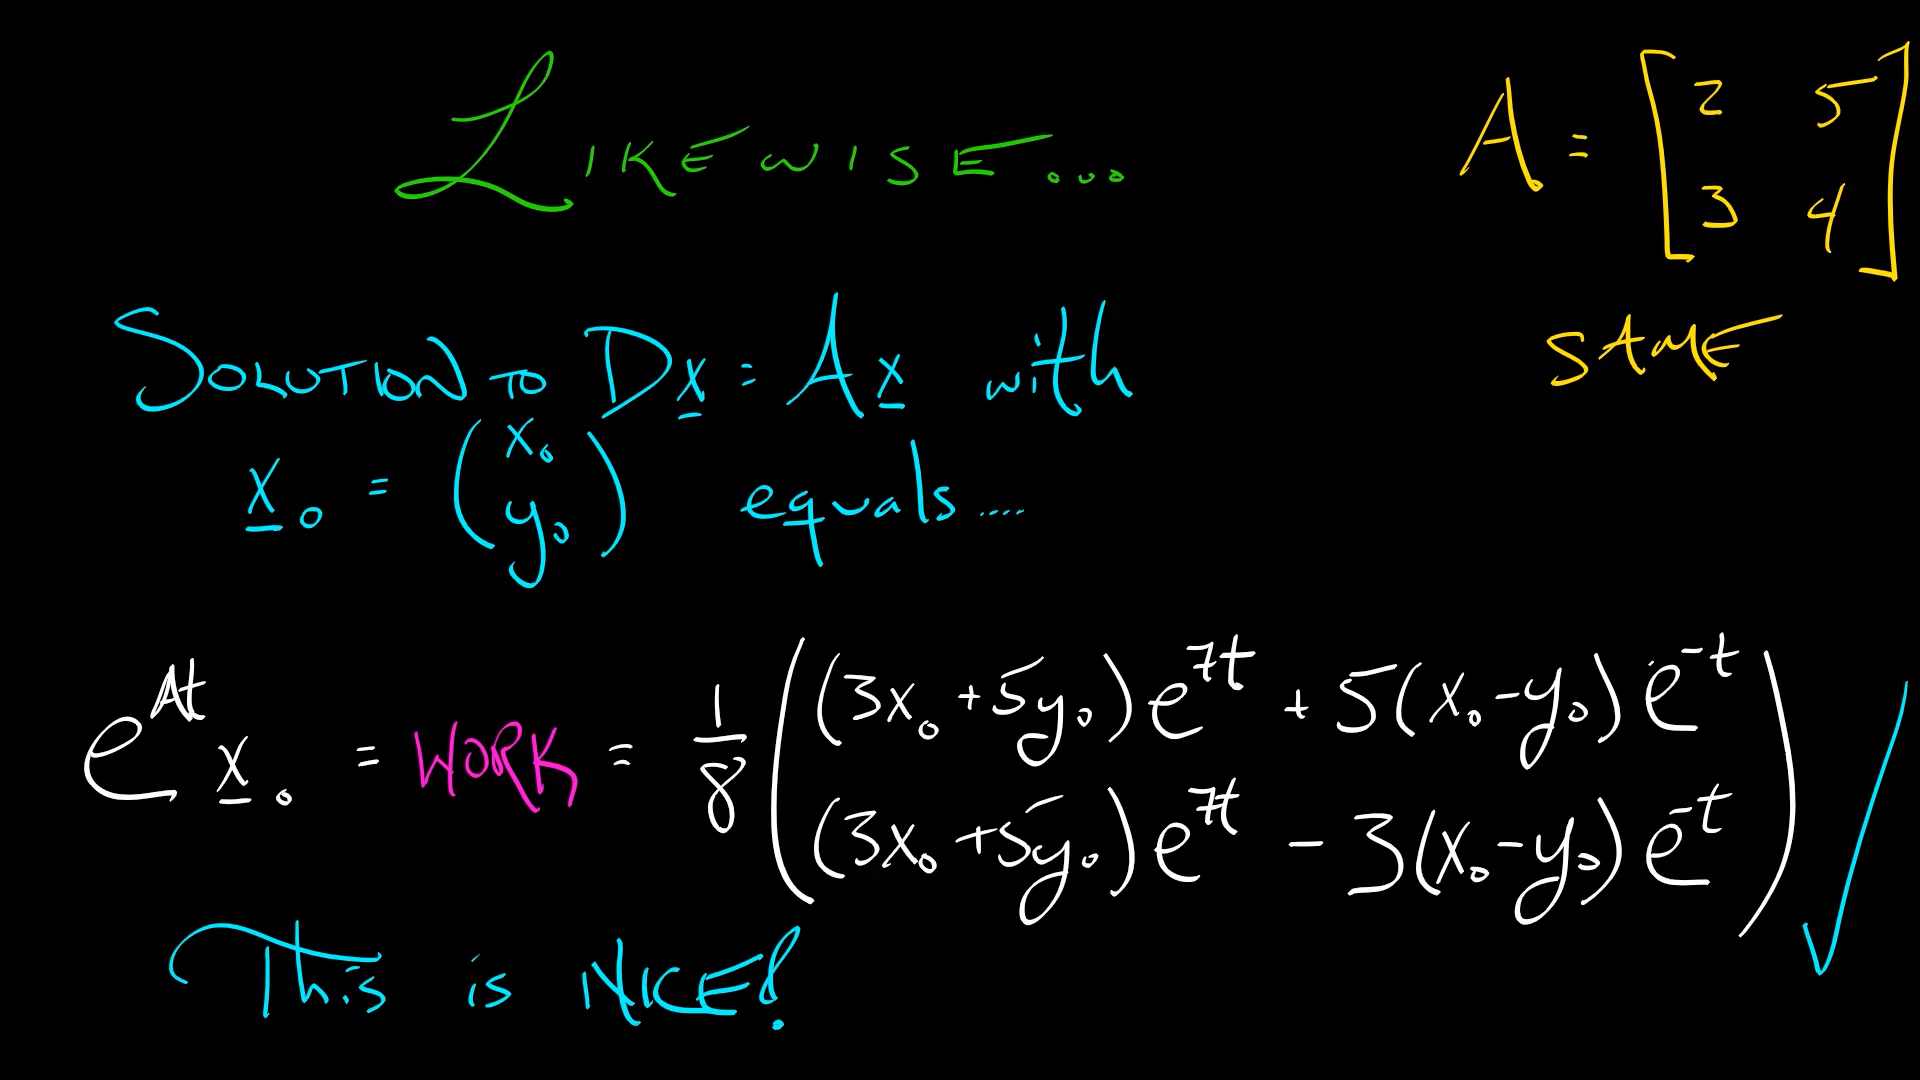 LIKEWISE...
A = [2 5
3 4]
SAME
SOLUTION TO Dx = Ax with
x₀ = (x₀
y₀) equals....
e^At x₀ = WORK = 1/8 ((3x₀+5y₀)e^7t + 5(x₀-y₀)e^-t
(3x₀+5y₀)e^7t - 3(x₀-y₀)e^-t) ✓
This is NICE!